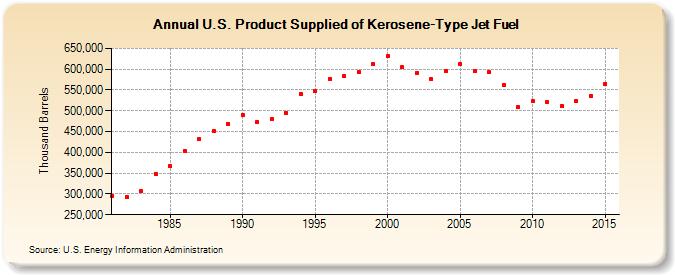 Annual U.S. Product Supplied of Kerosene-Type Jet Fuel
Thousand Barrels
650,000
600,000
550,000
500,000
450,000
400,000
350,000
300,000
250,000
1985 1990 1995 2000 2005 2010 2015
Source: U.S. Energy Information Administration